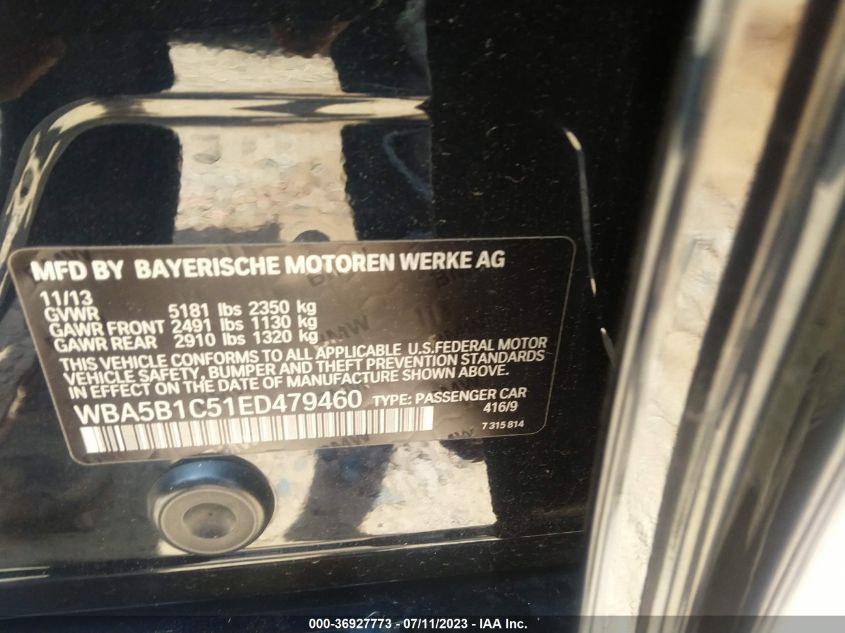 MFD BY BAYERISCHE MOTOREN WERKE AG
11/13
GVWR 5181 lbs 2350 kg
GAWR FRONT 2491 lbs 1130 kg
GAWR REAR 2910 lbs 1320 kg
THIS VEHICLE CONFORMS TO ALL APPLICABLE U.S.FEDERAL MOTOR
VEHICLE SAFETY, BUMPER AND THEFT PREVENTION STANDARDS
IN EFFECT ON THE DATE OF MANUFACTURE SHOWN ABOVE.
WBA5B1C51ED479460 TYPE: PASSENGER CAR
416/9
7 315 814
000-36927773 - 07/11/2023 - IAA Inc.